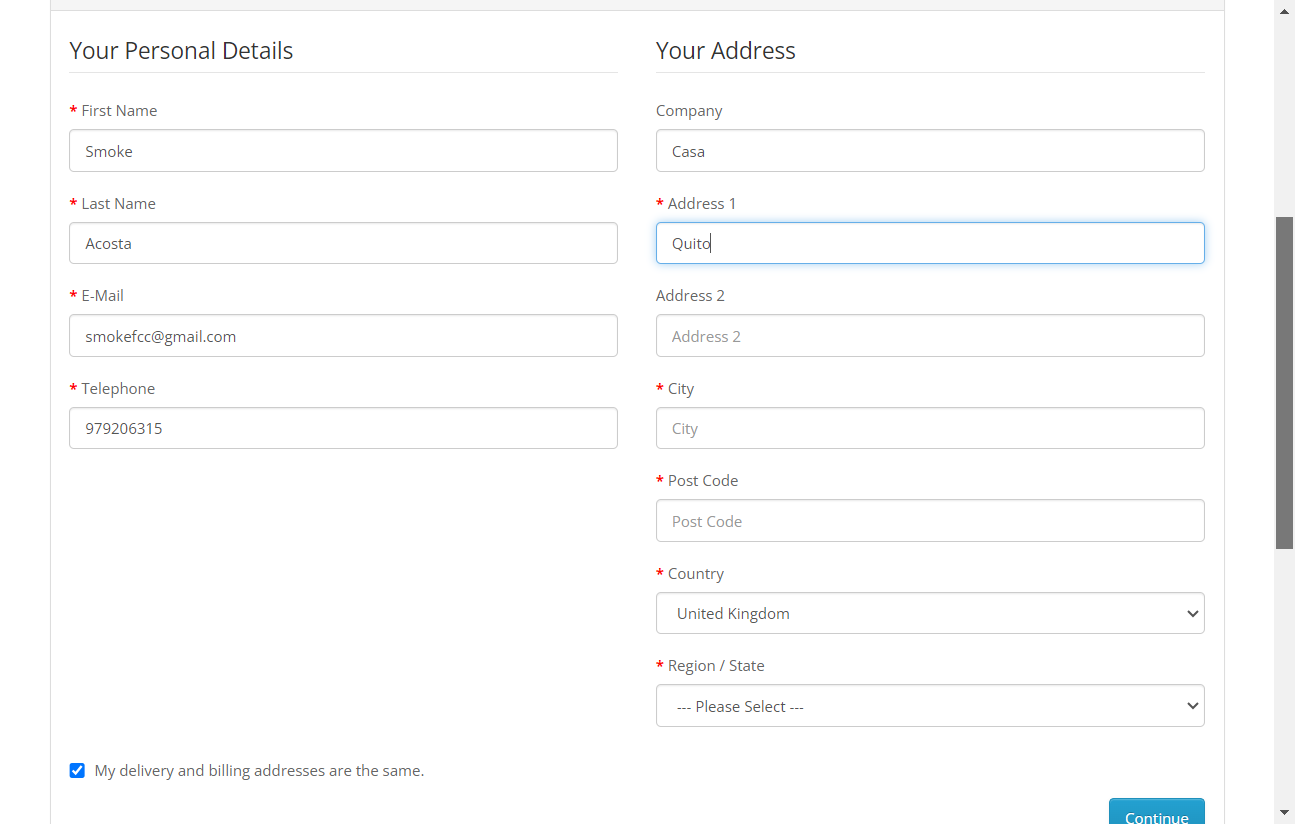 Your Personal Details
* First Name
Smoke
* Last Name
Acosta
* E-Mail
smokefcc@gmail.com
* Telephone
979206315
Your Address
Company
Casa
* Address 1
Quito
Address 2
Address 2
* City
City
* Post Code
Post Code
* Country
United Kingdom
* Region / State
--- Please Select ---
My delivery and billing addresses are the same.
Continue